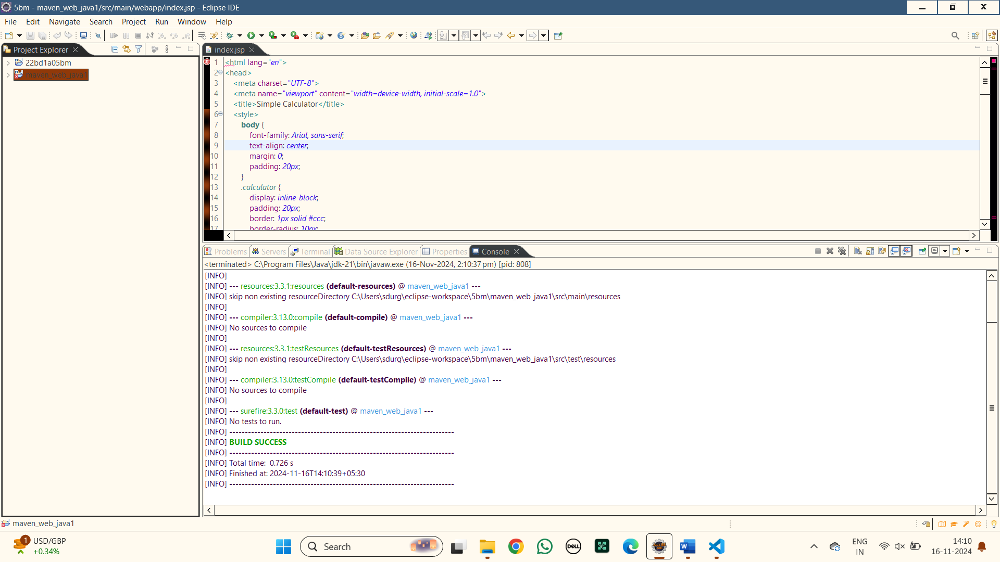 5bm - maven_web_java1/src/main/webapp/index.jsp - Eclipse IDE
File Edit Navigate Search Project Run Window Help
Project Explorer
22bd1a05bm
maven_web_java1
index.jsp
1 <html lang="en">
2 <head>
3 <meta charset="UTF-8">
4 <meta name="viewport" content="width=device-width, initial-scale=1.0">
5 <title>Simple Calculator</title>
6 <style>
7 body {
8 font-family: Arial, sans-serif;
9 text-align: center;
10 margin: 0;
11 padding: 20px;
12 }
13 .calculator {
14 display: inline-block;
15 padding: 20px;
16 border: 1px solid #ccc;
17 border-radius: 10px;
Problems Servers Terminal Data Source Explorer Properties Console
<terminated> C:\Program Files\Java\jdk-21\bin\javaw.exe (16-Nov-2024, 2:10:37 pm) [pid: 808]
[INFO]
[INFO] --- resources:3.3.1:resources (default-resources) @ maven_web_java1 ---
[INFO] skip non existing resourceDirectory C:\Users\sdurg\eclipse-workspace\5bm\maven_web_java1\src\main\resources
[INFO]
[INFO] --- compiler:3.13.0:compile (default-compile) @ maven_web_java1 ---
[INFO] No sources to compile
[INFO]
[INFO] --- resources:3.3.1:testResources (default-testResources) @ maven_web_java1 ---
[INFO] skip non existing resourceDirectory C:\Users\sdurg\eclipse-workspace\5bm\maven_web_java1\src\test\resources
[INFO]
[INFO] --- compiler:3.13.0:testCompile (default-testCompile) @ maven_web_java1 ---
[INFO] No sources to compile
[INFO]
[INFO] --- surefire:3.3.0:test (default-test) @ maven_web_java1 ---
[INFO] No tests to run.
[INFO] ------------------------------------------------------------------------
[INFO] BUILD SUCCESS
[INFO] ------------------------------------------------------------------------
[INFO] Total time:  0.726 s
[INFO] Finished at: 2024-11-16T14:10:39+05:30
[INFO] ------------------------------------------------------------------------
maven_web_java1
1
USD/GBP
+0.34%
Search
DELL
ENG
IN
14:10
16-11-2024